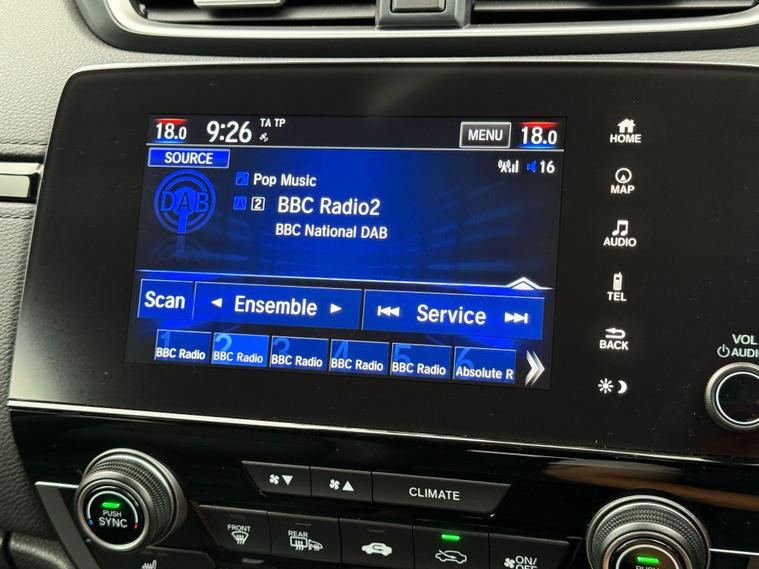 18.0 9:26 TA TP MENU 18.0
SOURCE
16
DAB
Pop Music
2 BBC Radio2
BBC National DAB
Scan Ensemble Service
1 BBC Radio 2 BBC Radio 3 BBC Radio 4 BBC Radio 5 BBC Radio 6 Absolute R
HOME
MAP
AUDIO
TEL
BACK
VOL
AUDIO
CLIMATE
PUSH
SYNC
FRONT
REAR
ON/
OFF
PUSH